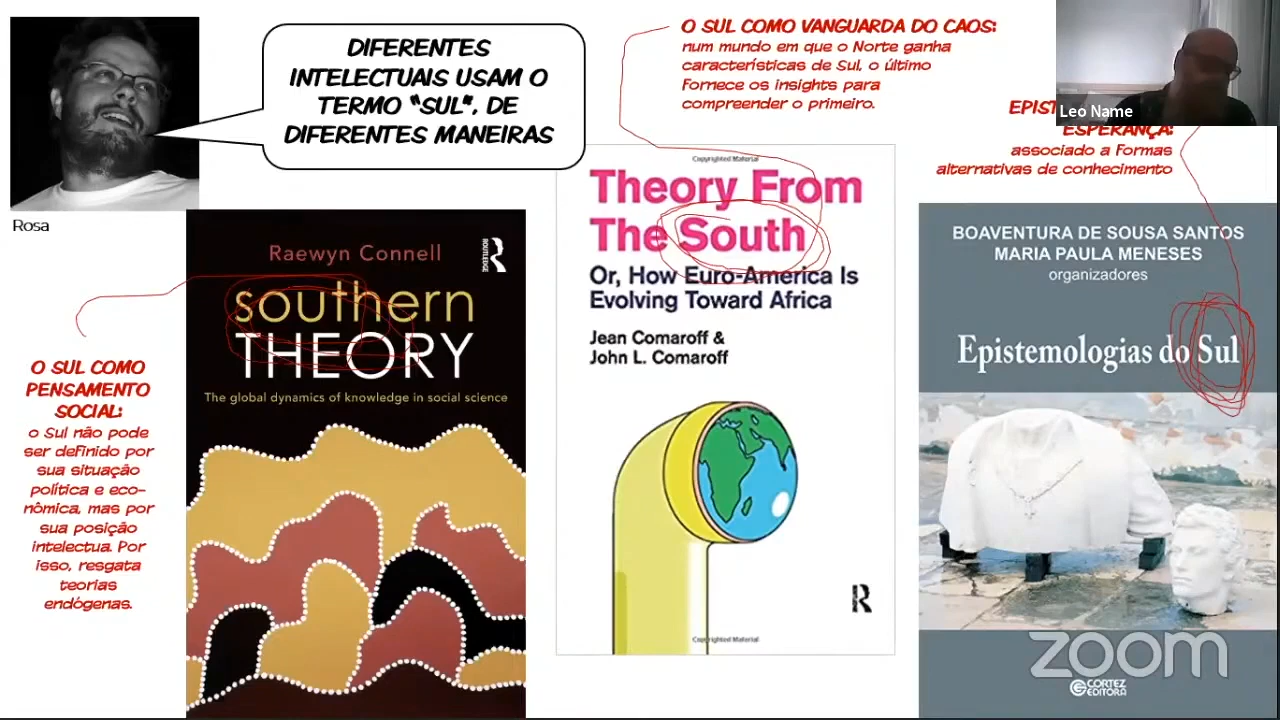 DIFERENTES
INTELECTUAIS USAM O
TERMO "SUL", DE
DIFERENTES MANEIRAS
Rosa
O SUL COMO VANGUARDA DO CAOS:
num mundo em que o Norte ganha
características de Sul, o último
Fornece os insights para
compreender o primeiro.
Leo Name
ESPERANÇA:
associado a Formas
alternativas de conhecimento
O SUL COMO
PENSAMENTO
SOCIAL:
o Sul não pode
ser deFinido por
sua situação
política e eco-
nômica, mas por
sua posição
intelectua. Por
isso, resgata
teorias
endógenas.
Raewyn Connell
ROUTLEDGE
southern
THEORY
The global dynamics of knowledge in social science
Copyrighted Material
Theory From
The South
Or, How Euro-America Is
Evolving Toward Africa
Jean Comaroff &
John L. Comaroff
R
Copyrighted Material
BOAVENTURA DE SOUSA SANTOS
MARIA PAULA MENESES
organizadores
Epistemologias do Sul
zoom
CORTEZ
EDITORA